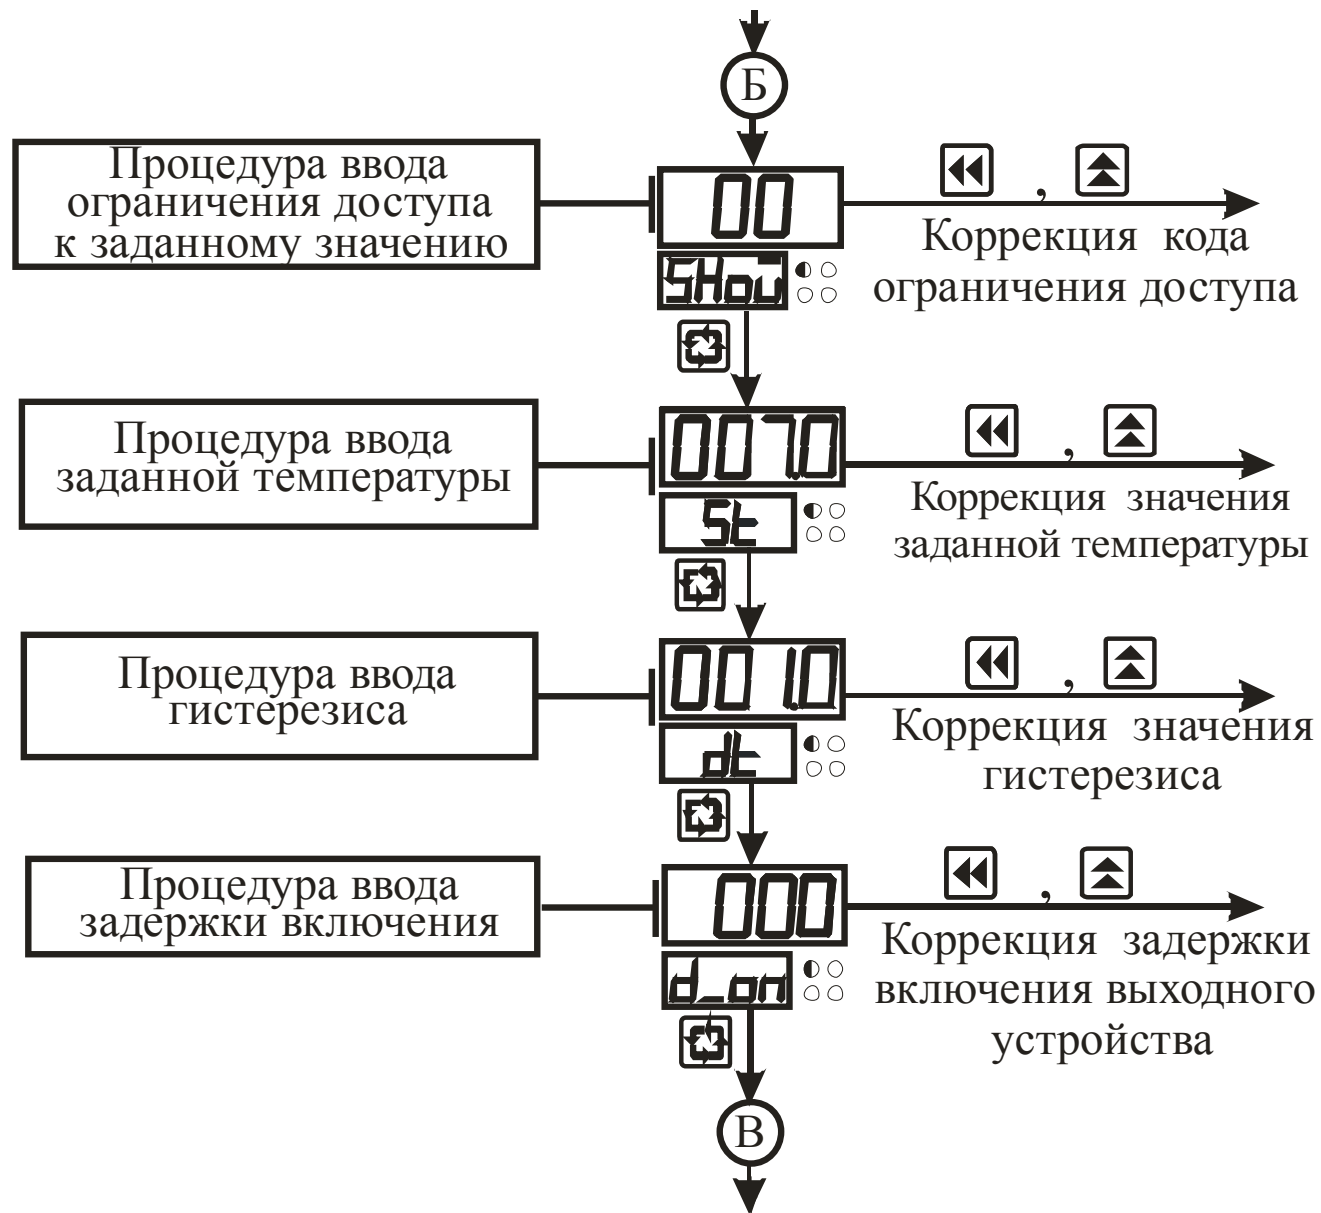 Б
Процедура ввода
ограничения доступа
к заданному значению
00
SHou
,
Коррекция кода
ограничения доступа
Процедура ввода
заданной температуры
007.0
St
,
Коррекция значения
заданной температуры
Процедура ввода
гистерезиса
001.0
dt
,
Коррекция значения
гистерезиса
Процедура ввода
задержки включения
000
d_on
,
Коррекция задержки
включения выходного
устройства
В